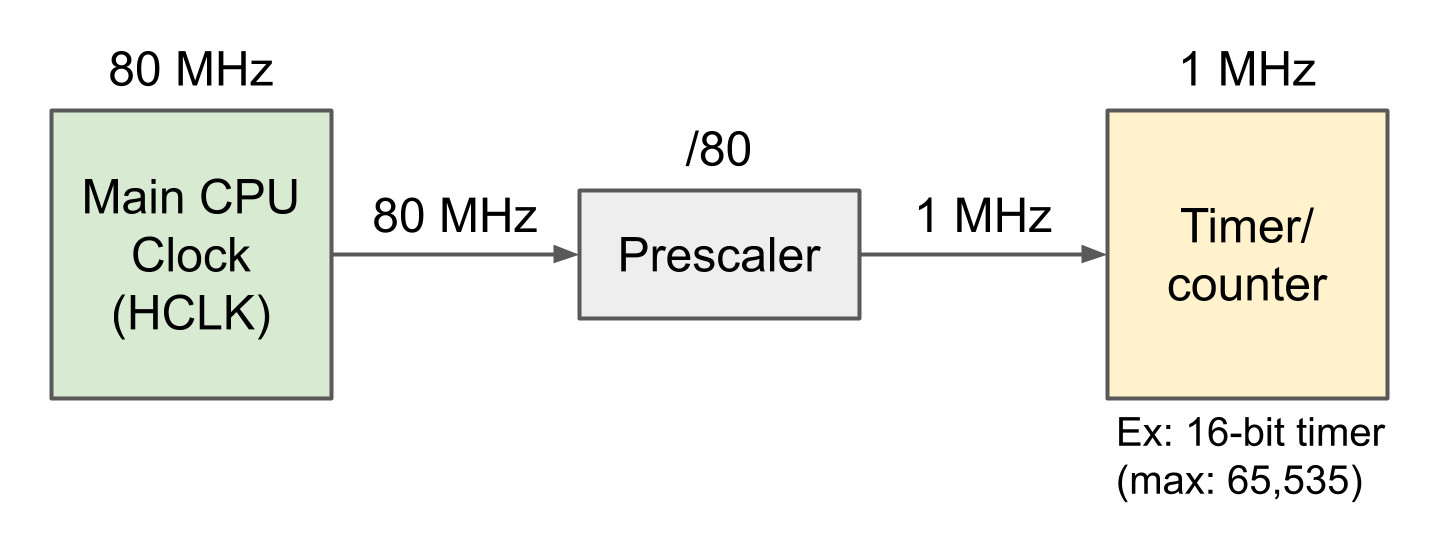 80 MHz
Main CPU
Clock
(HCLK)
80 MHz
/80
Prescaler
1 MHz
1 MHz
Timer/
counter
Ex: 16-bit timer
(max: 65,535)